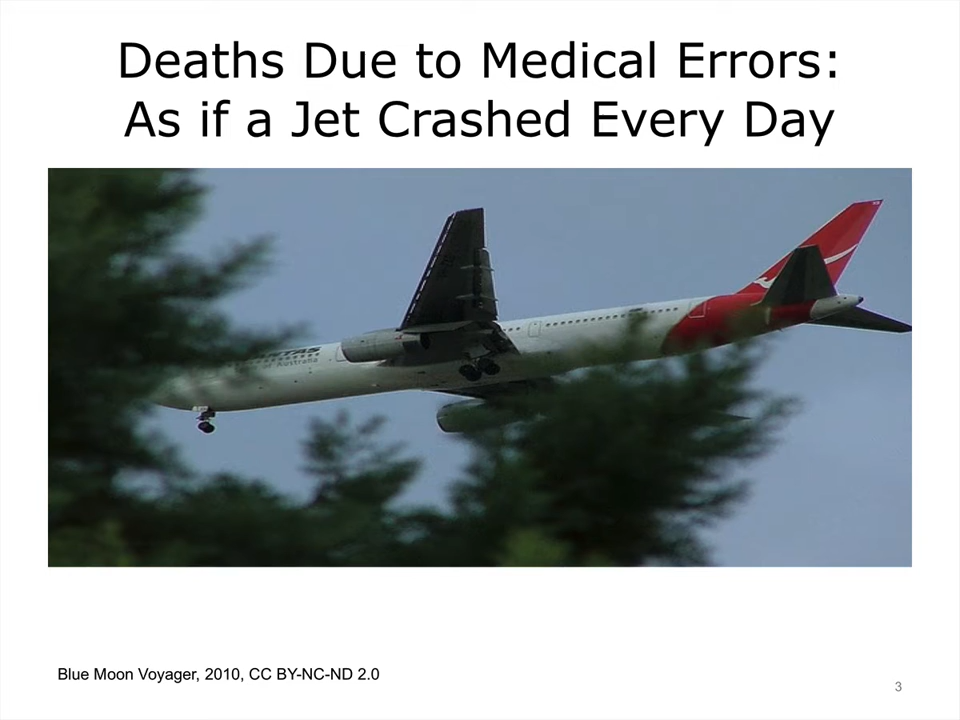 Deaths Due to Medical Errors:
As if a Jet Crashed Every Day
Australia
Blue Moon Voyager, 2010, CC BY-NC-ND 2.0
3